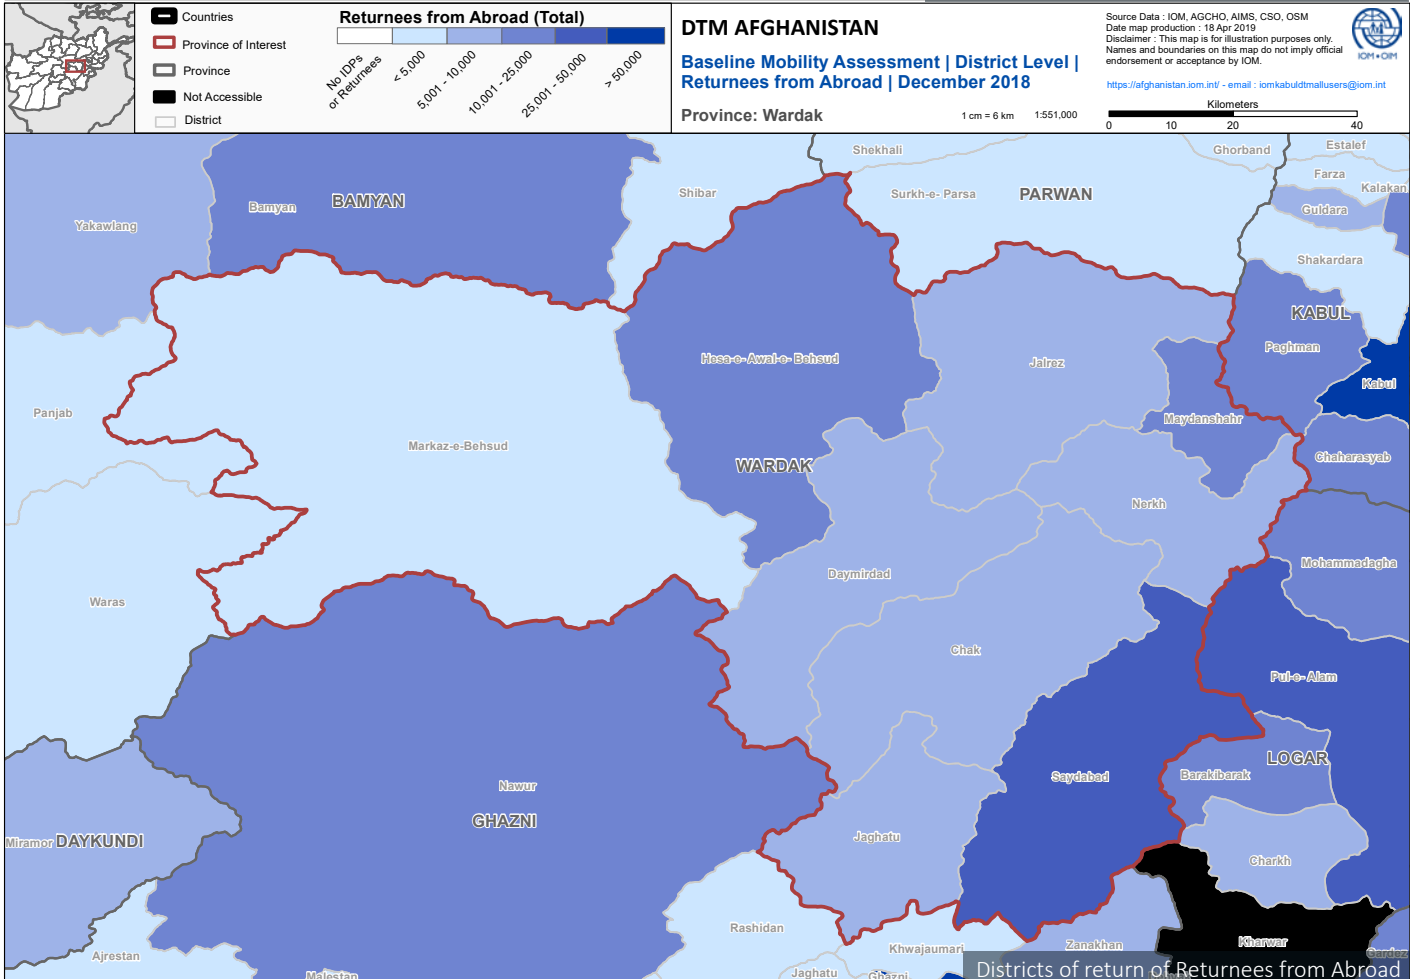 Countries
Province of Interest
Province
Not Accessible
District
Returnees from Abroad (Total)
No IDPs
or Returnees
< 5,000
5,001 - 10,000
10,001 - 25,000
25,001 - 50,000
> 50,000
DTM AFGHANISTAN
Baseline Mobility Assessment | District Level |
Returnees from Abroad | December 2018
Province: Wardak
1 cm = 6 km
1:551,000
Source Data : IOM, AGCHO, AIMS, CSO, OSM
Date map production : 18 Apr 2019
Disclaimer : This map is for illustration purposes only.
Names and boundaries on this map do not imply official
endorsement or acceptance by IOM.
https://afghanistan.iom.int/ - email : iomkabuldtmallusers@iom.int
IOM • OIM
Kilometers
0 10 20 40
Shekhali
Ghorband
Estalef
Farza
Kalakan
Shibar
Surkh-e- Parsa
PARWAN
Bamyan
BAMYAN
Guldara
Yakawlang
Shakardara
KABUL
Paghman
Hesa-e- Awal-e- Behsud
Jalrez
Kabul
Panjab
Maydanshahr
Markaz-e-Behsud
Chaharasyab
WARDAK
Nerkh
Mohammadagha
Daymirdad
Waras
Chak
Pul-e- Alam
LOGAR
Saydabad
Barakibarak
Nawur
GHAZNI
Miramor
DAYKUNDI
Jaghatu
Charkh
Rashidan
Khwajaumari
Zanakhan
Kharwar
Ajrestan
Gardez
Malestan
Jaghatu
Ghazni
Districts of return of Returnees from Abroad